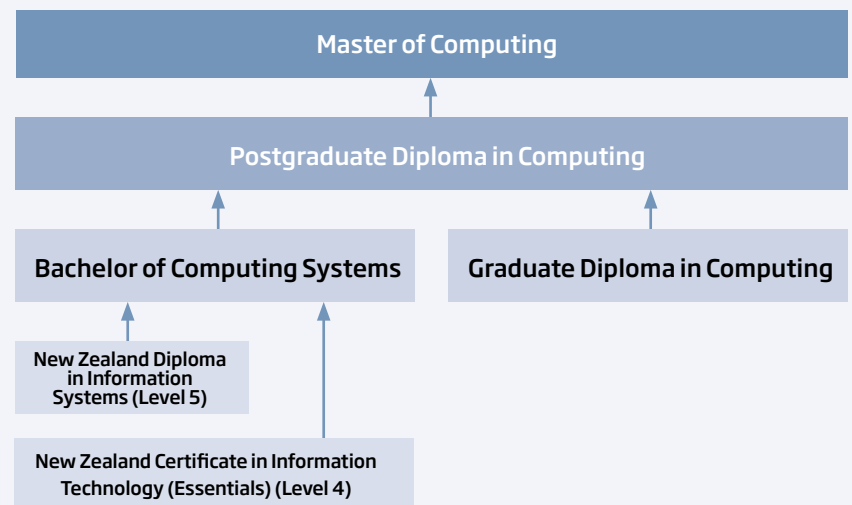 Master of Computing
Postgraduate Diploma in Computing
Bachelor of Computing Systems
Graduate Diploma in Computing
New Zealand Diploma
in Information
Systems (Level 5)
New Zealand Certificate in Information
Technology (Essentials) (Level 4)